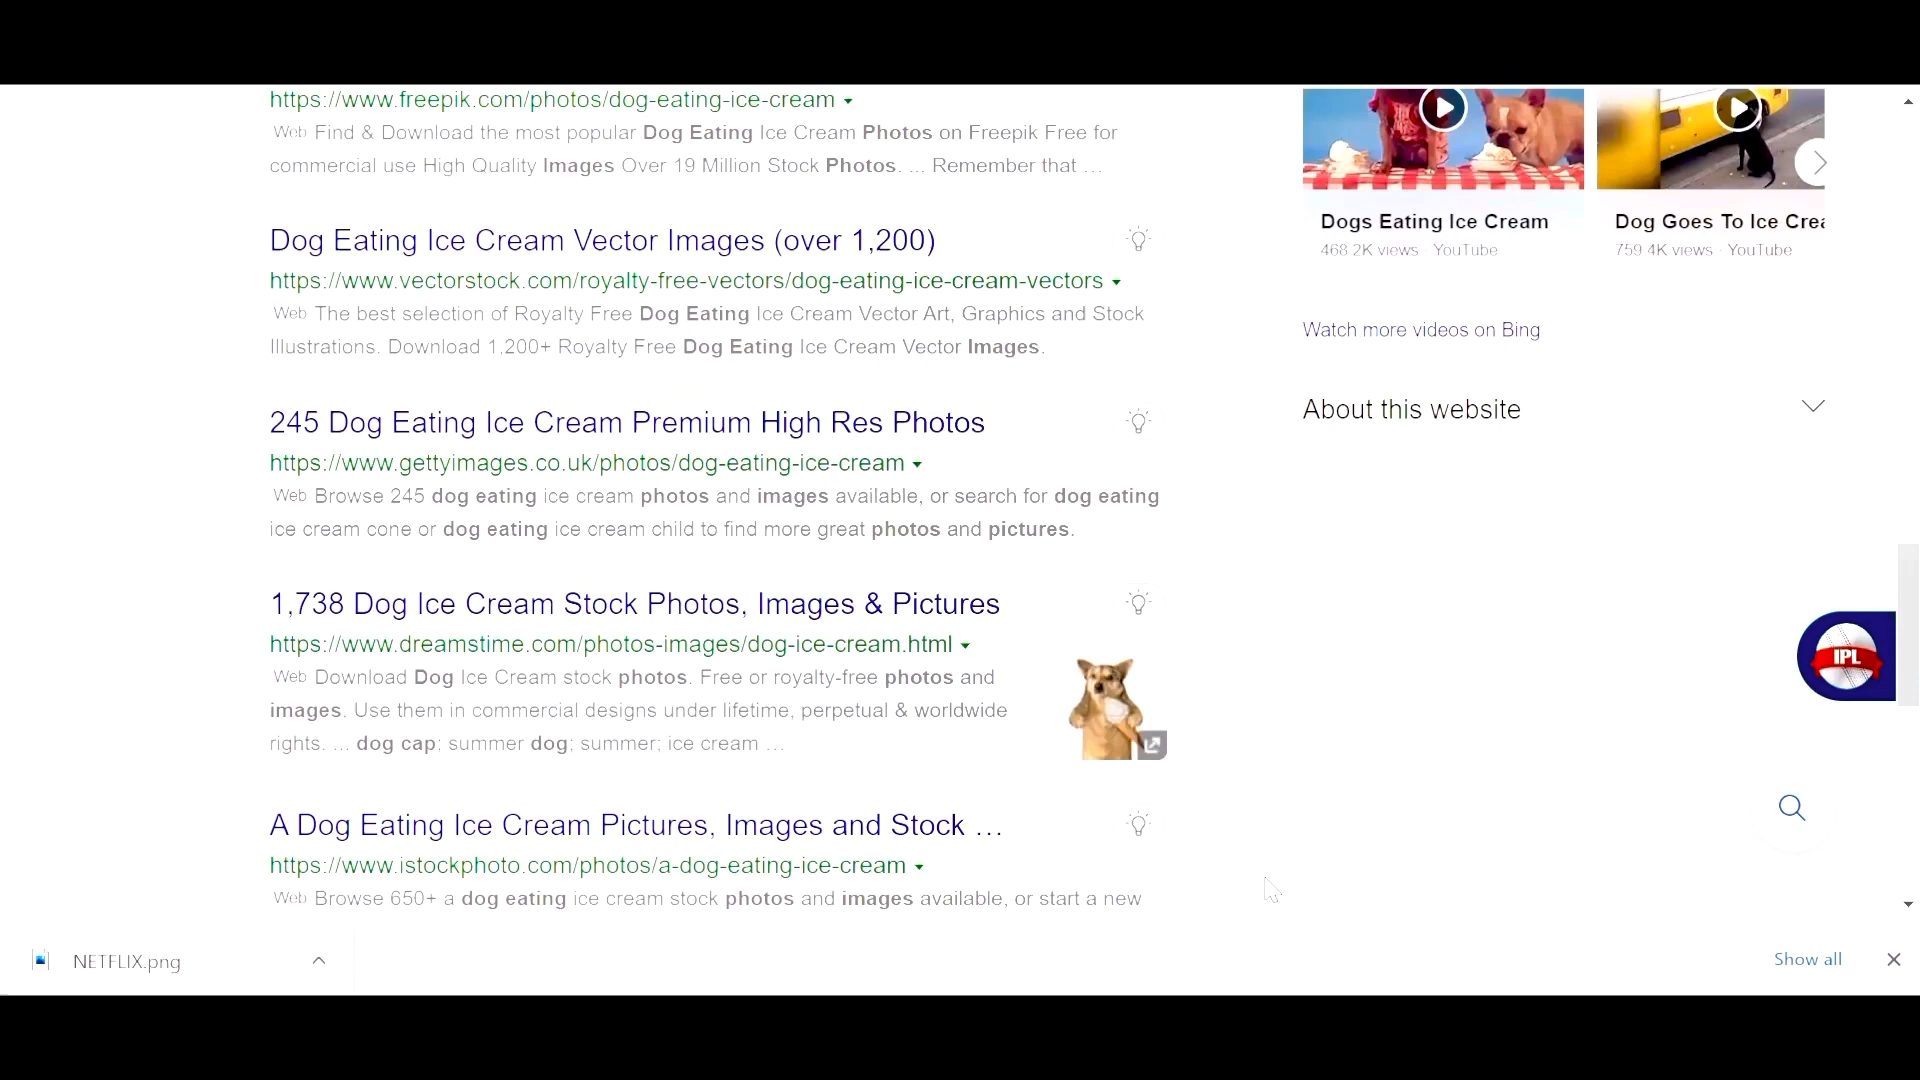 https://www.freepik.com/photos/dog-eating-ice-cream
Web Find & Download the most popular Dog Eating Ice Cream Photos on Freepik Free for
commercial use High Quality Images Over 19 Million Stock Photos. ... Remember that ...
Dog Eating Ice Cream Vector Images (over 1,200)
https://www.vectorstock.com/royalty-free-vectors/dog-eating-ice-cream-vectors
Web The best selection of Royalty Free Dog Eating Ice Cream Vector Art, Graphics and Stock
Illustrations. Download 1,200+ Royalty Free Dog Eating Ice Cream Vector Images.
245 Dog Eating Ice Cream Premium High Res Photos
https://www.gettyimages.co.uk/photos/dog-eating-ice-cream
Web Browse 245 dog eating ice cream photos and images available, or search for dog eating
ice cream cone or dog eating ice cream child to find more great photos and pictures.
1,738 Dog Ice Cream Stock Photos, Images & Pictures
https://www.dreamstime.com/photos-images/dog-ice-cream.html
Web Download Dog Ice Cream stock photos. Free or royalty-free photos and
images. Use them in commercial designs under lifetime, perpetual & worldwide
rights. ... dog cap; summer dog; summer; ice cream ...
A Dog Eating Ice Cream Pictures, Images and Stock ...
https://www.istockphoto.com/photos/a-dog-eating-ice-cream
Web Browse 650+ a dog eating ice cream stock photos and images available, or start a new
Dogs Eating Ice Cream
468.2K views · YouTube
Dog Goes To Ice Crea
759.4K views · YouTube
Watch more videos on Bing
About this website
IPL
NETFLIX.png
Show all